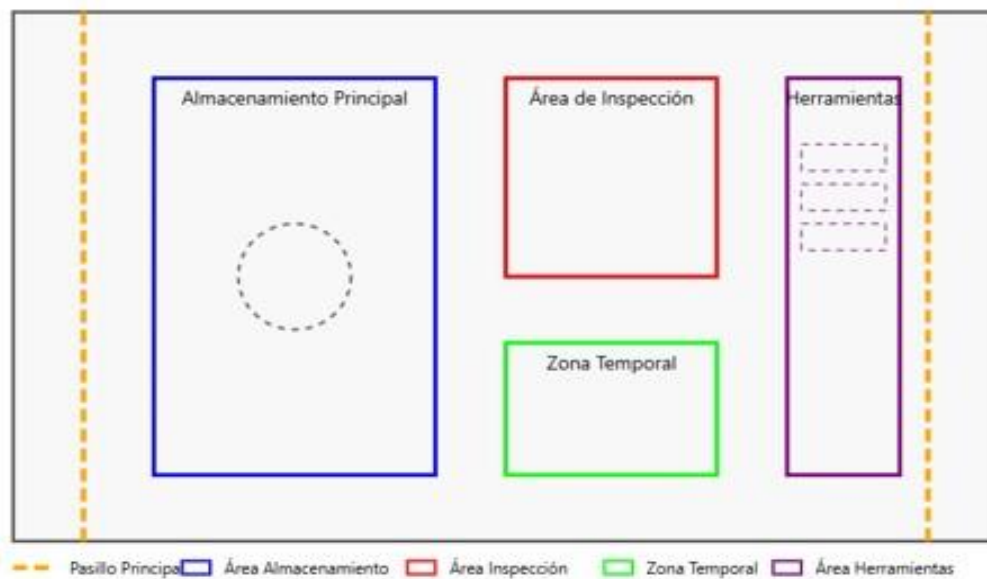 Almacenamiento Principal
Área de Inspección
Herramientas
Zona Temporal
Pasillo Principal
Área Almacenamiento
Área Inspección
Zona Temporal
Área Herramientas